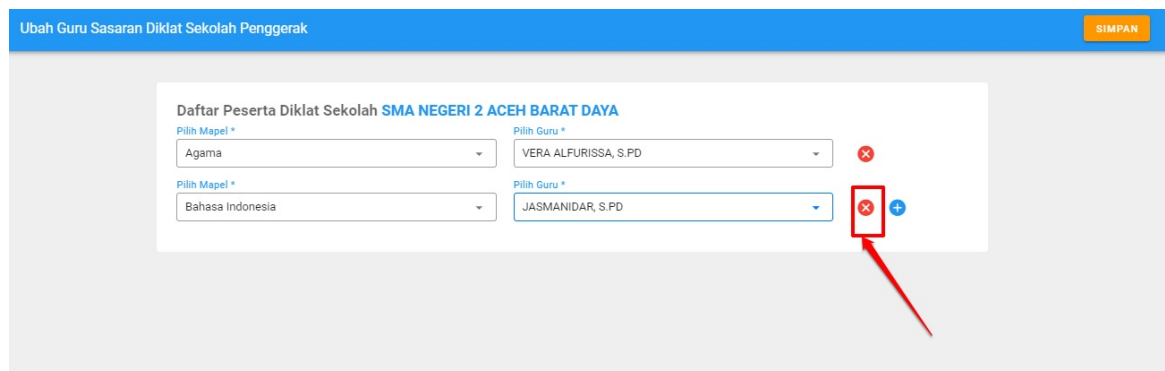 Ubah Guru Sasaran Diklat Sekolah Penggerak
SIMPAN
Daftar Peserta Diklat Sekolah SMA NEGERI 2 ACEH BARAT DAYA
Pilih Mapel * Pilih Guru *
Agama VERA ALFURISSA, S.PD
Pilih Mapel * Pilih Guru *
Bahasa Indonesia JASMANIDAR, S.PD